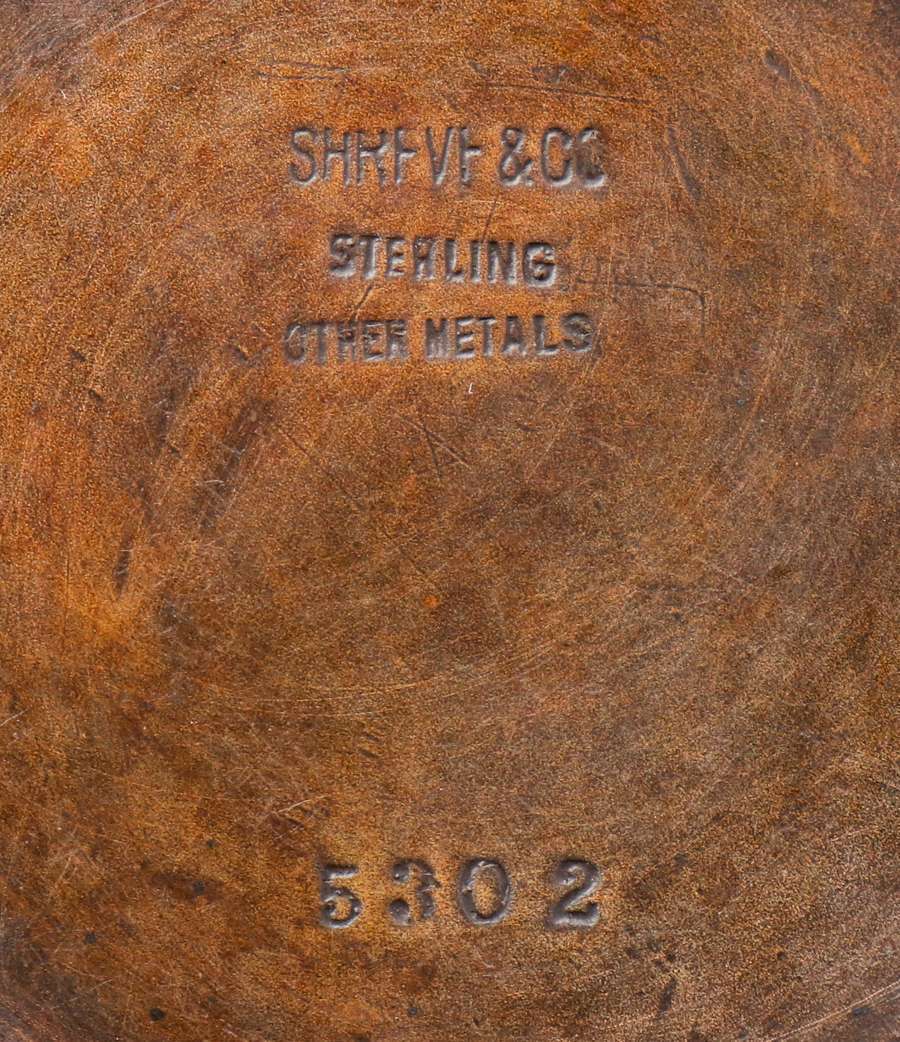 SHREVE & CO
STERLING
OTHER METALS
5302